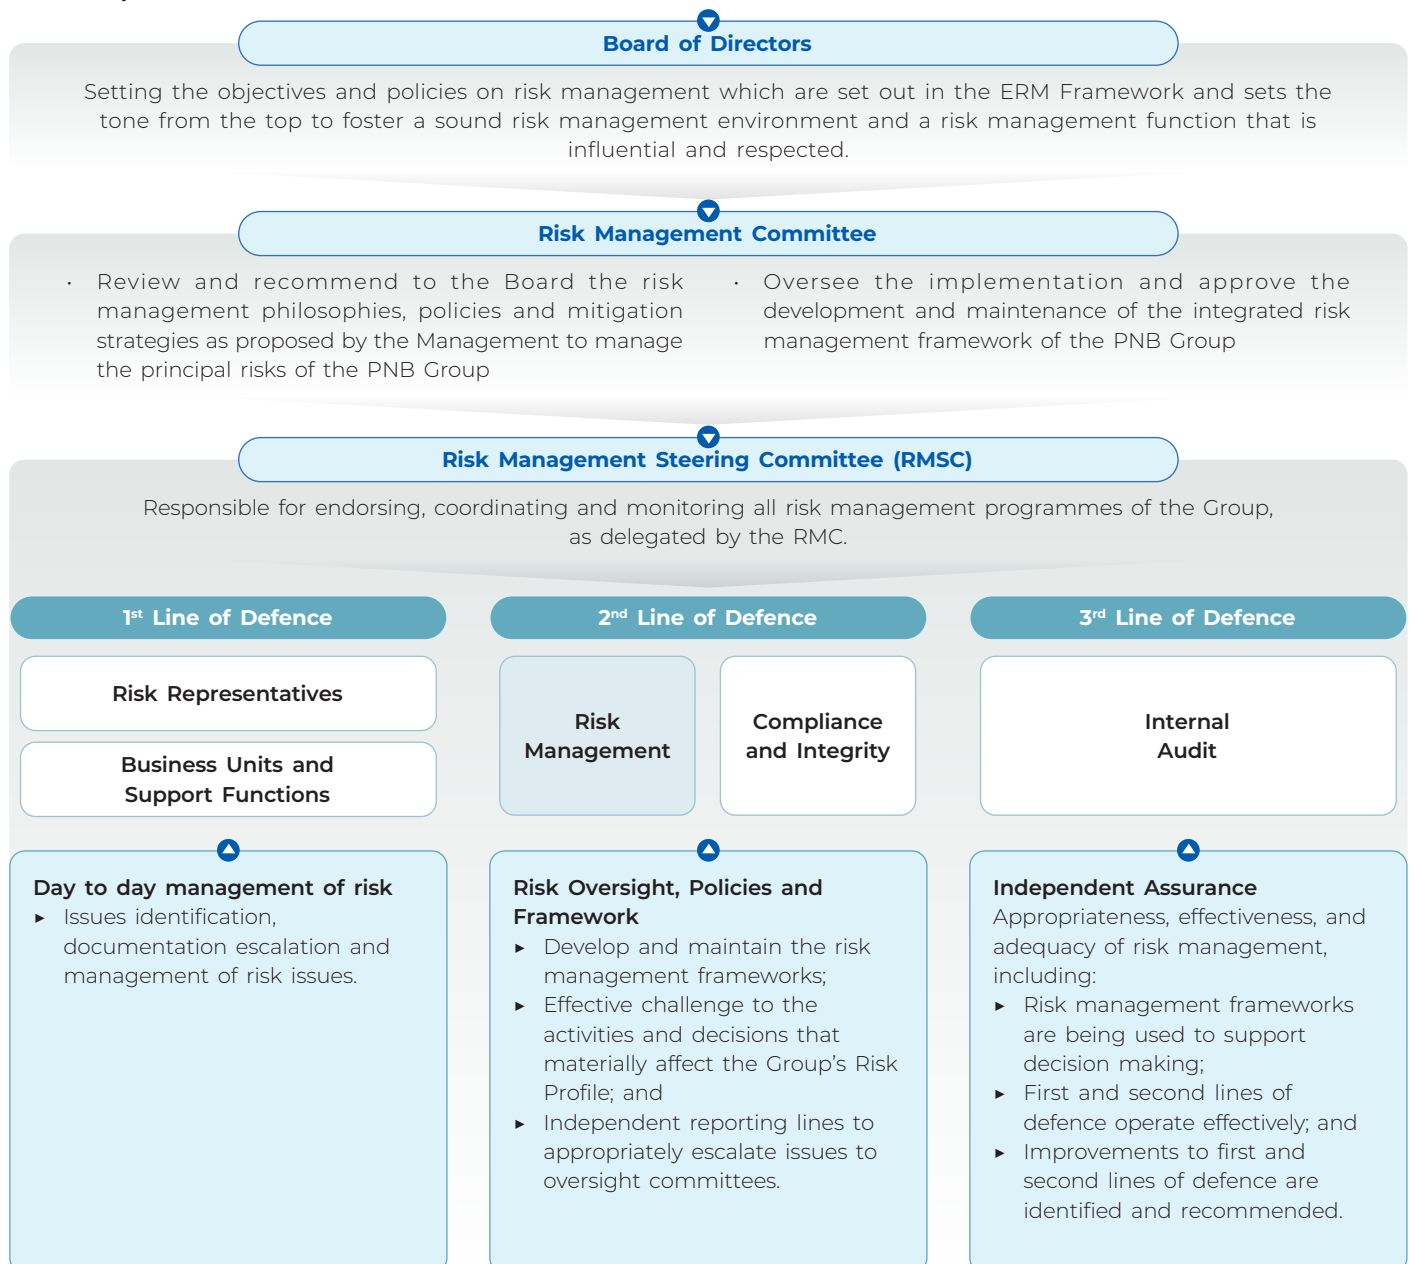 Board of Directors
Setting the objectives and policies on risk management which are set out in the ERM Framework and sets the
tone from the top to foster a sound risk management environment and a risk management function that is
influential and respected.
Risk Management Committee
• Review and recommend to the Board the risk
management philosophies, policies and mitigation
strategies as proposed by the Management to manage
the principal risks of the PNB Group
• Oversee the implementation and approve the
development and maintenance of the integrated risk
management framework of the PNB Group
Risk Management Steering Committee (RMSC)
Responsible for endorsing, coordinating and monitoring all risk management programmes of the Group,
as delegated by the RMC.
1st Line of Defence
Risk Representatives
Business Units and
Support Functions
Day to day management of risk
► Issues identification,
documentation escalation and
management of risk issues.
2nd Line of Defence
Risk
Management
Compliance
and Integrity
Risk Oversight, Policies and
Framework
► Develop and maintain the risk
management frameworks;
► Effective challenge to the
activities and decisions that
materially affect the Group's Risk
Profile; and
► Independent reporting lines to
appropriately escalate issues to
oversight committees.
3rd Line of Defence
Internal
Audit
Independent Assurance
Appropriateness, effectiveness, and
adequacy of risk management,
including:
► Risk management frameworks
are being used to support
decision making;
► First and second lines of
defence operate effectively; and
► Improvements to first and
second lines of defence are
identified and recommended.